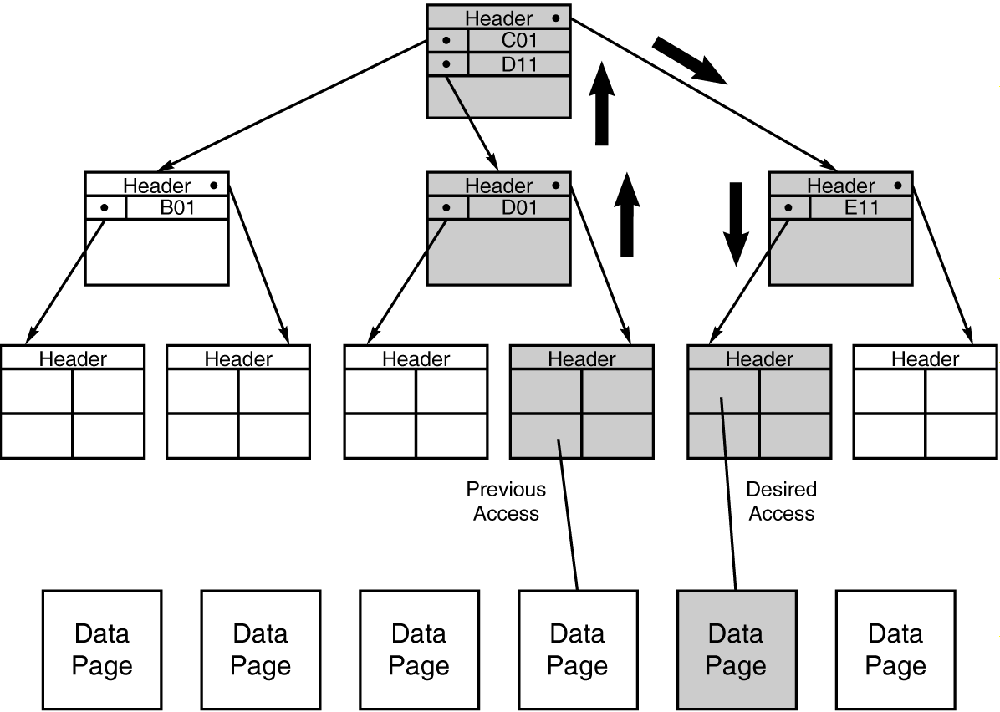 Header
C01
D11
Header
B01
Header
D01
Header
E11
Header
Header
Header
Header
Header
Header
Previous
Access
Desired
Access
Data
Page
Data
Page
Data
Page
Data
Page
Data
Page
Data
Page